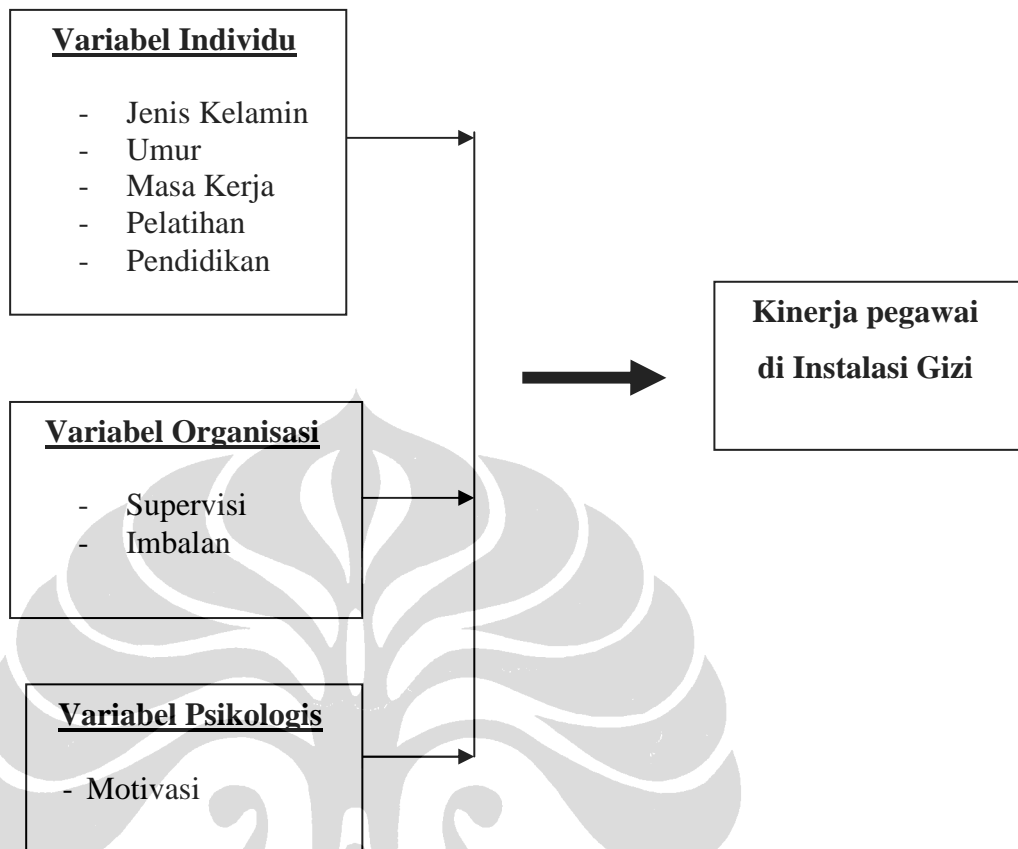 Variabel Individu
- Jenis Kelamin
- Umur
- Masa Kerja
- Pelatihan
- Pendidikan
Kinerja pegawai
di Instalasi Gizi
Variabel Organisasi
- Supervisi
- Imbalan
Variabel Psikologis
- Motivasi